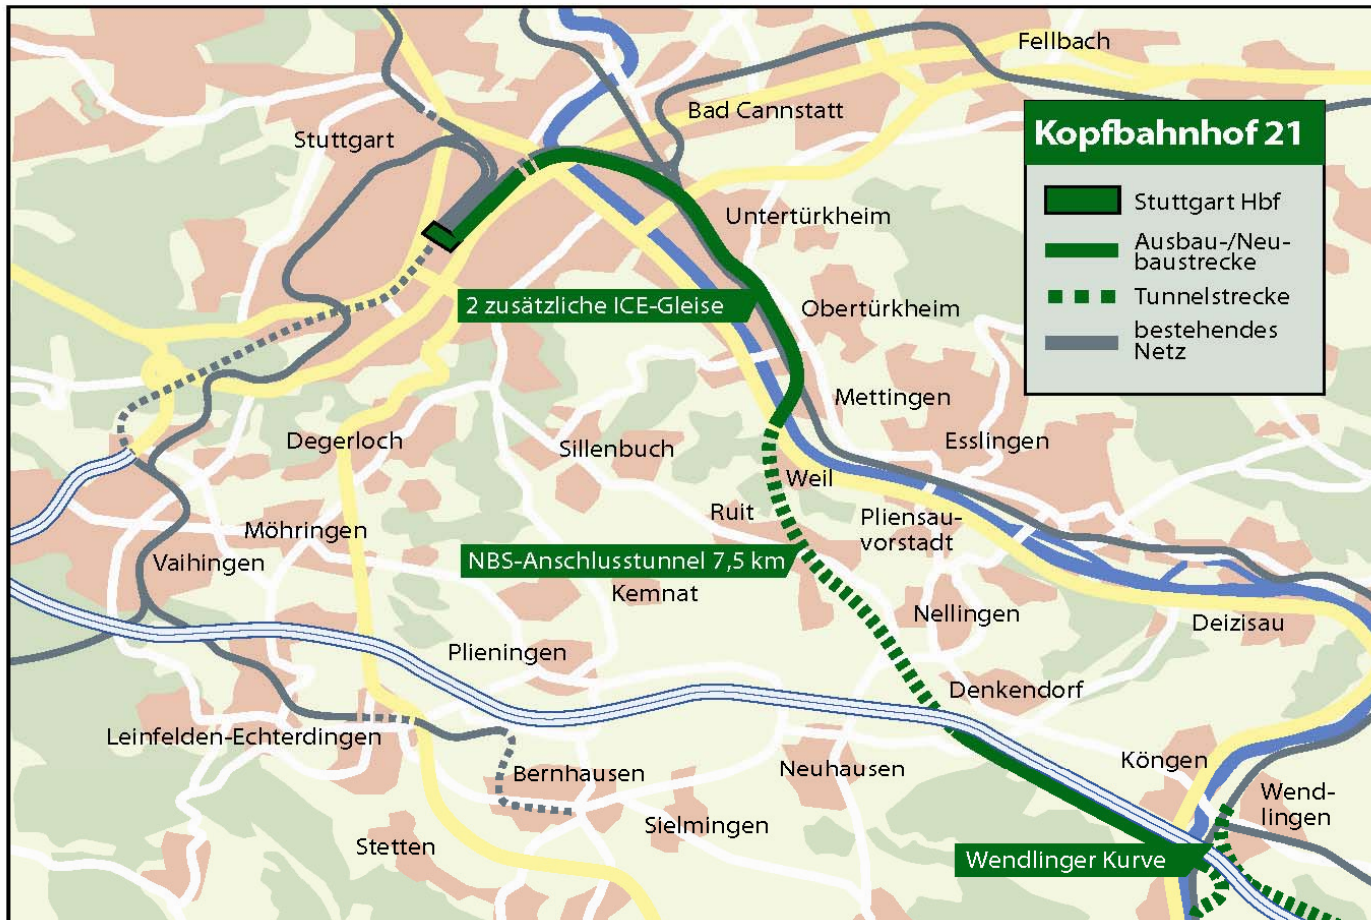 Fellbach
Bad Cannstatt
Stuttgart
Kopfbahnhof 21
Stuttgart Hbf
Ausbau-/Neu-
baustrecke
Tunnelstrecke
bestehendes
Netz
Untertürkheim
2 zusätzliche ICE-Gleise
Obertürkheim
Mettingen
Degerloch
Sillenbuch
Esslingen
Weil
Ruit
Pliensau-
vorstadt
Möhringen
Vaihingen
NBS-Anschlusstunnel 7,5 km
Kemnat
Nellingen
Deizisau
Plieningen
Denkendorf
Leinfelden-Echterdingen
Bernhausen
Neuhausen
Köngen
Wend-
lingen
Sielmingen
Stetten
Wendlinger Kurve